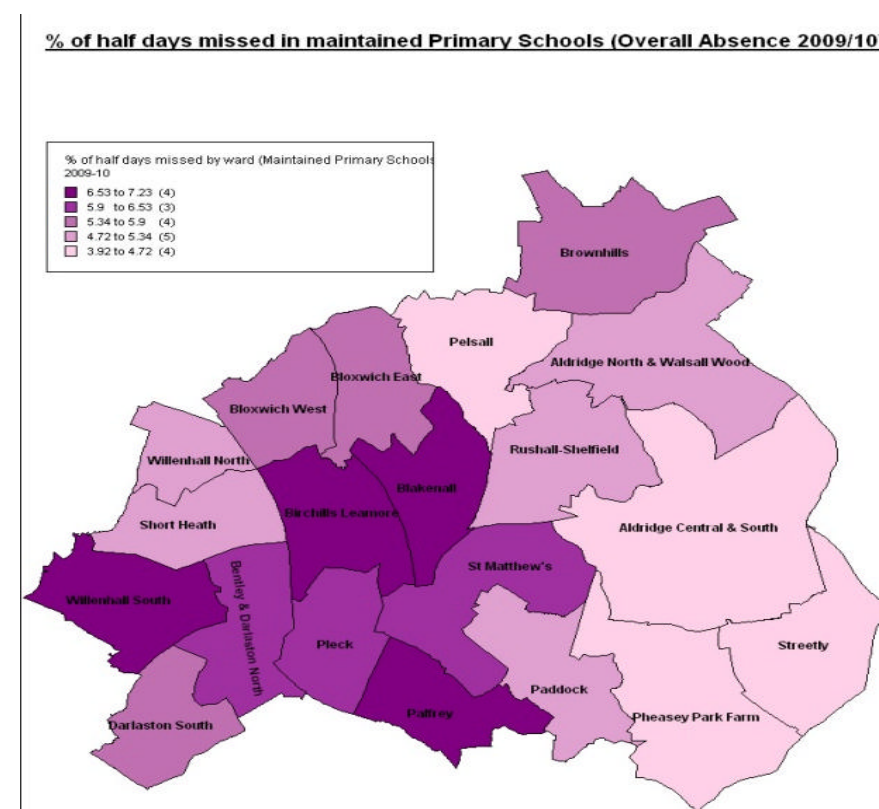 % of half days missed in maintained Primary Schools (Overall Absence 2009/10
% of half days missed by ward (Maintained Primary Schools
2009-10
6.53 to 7.23 (4)
5.9 to 6.53 (3)
5.34 to 5.9 (4)
4.72 to 5.34 (5)
3.92 to 4.72 (4)
Brownhills
Pelsall
Aldridge North & Walsall Wood
Bloxwich East
Bloxwich West
Rushall-Shelfield
Willenhall North
Blakenall
Birchills Leamore
Short Heath
Aldridge Central & South
St Matthew's
Willenhall South
Bentley & Darlaston North
Pleck
Streetly
Paddock
Palfrey
Pheasey Park Farm
Darlaston South